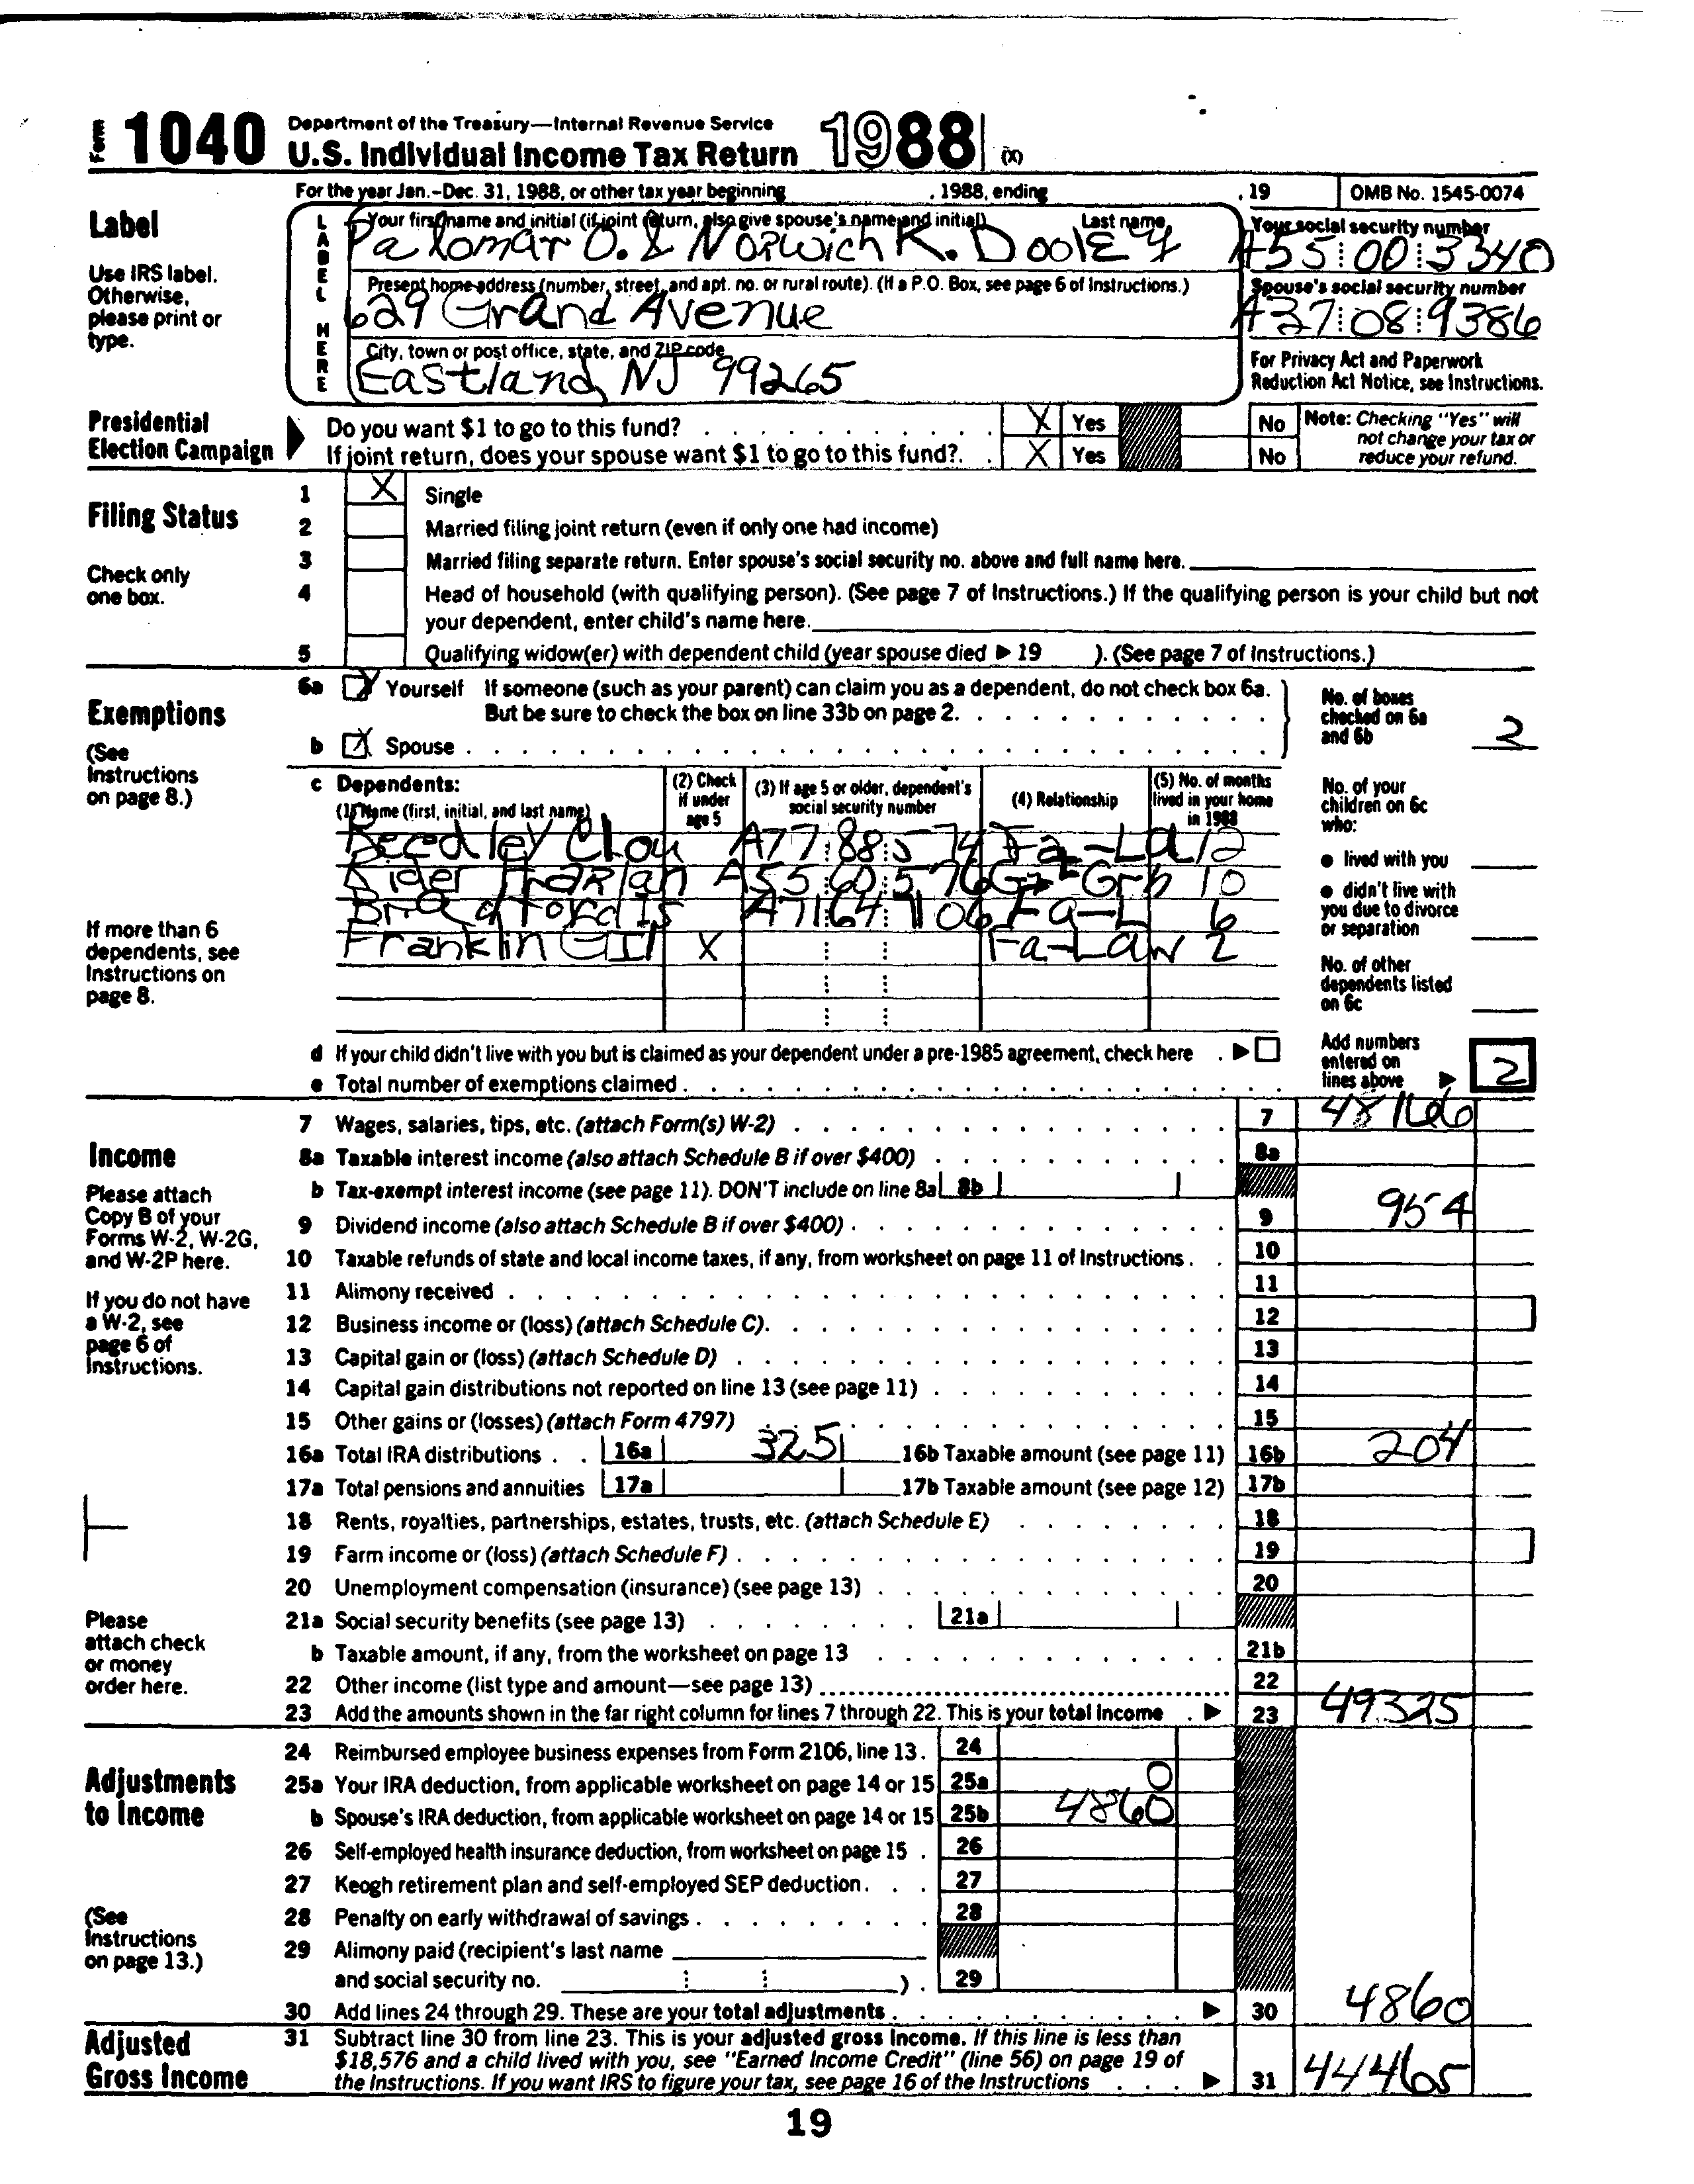 Form 1040 Department of the Treasury—Internal Revenue Service
U.S. Individual Income Tax Return 1988 (X)
For the year Jan.-Dec. 31, 1988, or other tax year beginning , 1988, ending , 19 OMB No. 1545-0074
Label
Use IRS label. Otherwise, please print or type.
LABEL HERE
Your first name and initial (if joint return, also give spouse's name and initial) Last name Your social security number
Palomar O. & Norwich K. Dooley A55:00:3340
Present home address (number, street, and apt. no. or rural route). (If a P.O. Box, see page 6 of Instructions.) Spouse's social security number
629 Grand Avenue A37:08:9386
City, town or post office, state, and ZIP code
Eastland NJ 99265
For Privacy Act and Paperwork Reduction Act Notice, see Instructions.
Presidential Election Campaign
Do you want $1 to go to this fund? X Yes No
If joint return, does your spouse want $1 to go to this fund?. X Yes No
Note: Checking "Yes" will not change your tax or reduce your refund.
Filing Status
Check only one box.
1 X Single
2 Married filing joint return (even if only one had income)
3 Married filing separate return. Enter spouse's social security no. above and full name here.
4 Head of household (with qualifying person). (See page 7 of Instructions.) If the qualifying person is your child but not
your dependent, enter child's name here.
5 Qualifying widow(er) with dependent child (year spouse died ▶ 19 ). (See page 7 of Instructions.)
Exemptions
(See Instructions on page 8.)
6a X Yourself If someone (such as your parent) can claim you as a dependent, do not check box 6a.
But be sure to check the box on line 33b on page 2.
b X Spouse
No. of boxes checked on 6a and 6b 2
c Dependents:
(1) Name (first, initial, and last name) (2) Check if under age 5 (3) If age 5 or older, dependent's social security number (4) Relationship (5) No. of months lived in your home in 1988
A77 88 5 74 12
A55 60 5 76 10
A71 64 7106 Fa-L 6
Franklin Gil X Fa-Law 2
If more than 6 dependents, see Instructions on page 8.
No. of your children on 6c who:
● lived with you
● didn't live with you due to divorce or separation
No. of other dependents listed on 6c
d If your child didn't live with you but is claimed as your dependent under a pre-1985 agreement, check here ▶
e Total number of exemptions claimed
Add numbers entered on lines above ▶ 2
Income
Please attach Copy B of your Forms W-2, W-2G, and W-2P here.
If you do not have a W-2, see page 6 of Instructions.
Please attach check or money order here.
7 Wages, salaries, tips, etc. (attach Form(s) W-2) 7 48166
8a Taxable interest income (also attach Schedule B if over $400) 8a
b Tax-exempt interest income (see page 11). DON'T include on line 8a 8b
9 Dividend income (also attach Schedule B if over $400) 9 954
10 Taxable refunds of state and local income taxes, if any, from worksheet on page 11 of Instructions 10
11 Alimony received 11
12 Business income or (loss) (attach Schedule C) 12
13 Capital gain or (loss) (attach Schedule D) 13
14 Capital gain distributions not reported on line 13 (see page 11) 14
15 Other gains or (losses) (attach Form 4797) 15
16a Total IRA distributions 16a 325 16b Taxable amount (see page 11) 16b 204
17a Total pensions and annuities 17a 17b Taxable amount (see page 12) 17b
18 Rents, royalties, partnerships, estates, trusts, etc. (attach Schedule E) 18
19 Farm income or (loss) (attach Schedule F) 19
20 Unemployment compensation (insurance) (see page 13) 20
21a Social security benefits (see page 13) 21a
b Taxable amount, if any, from the worksheet on page 13 21b
22 Other income (list type and amount—see page 13) 22
23 Add the amounts shown in the far right column for lines 7 through 22. This is your total income ▶ 23 49325
Adjustments to Income
(See Instructions on page 13.)
24 Reimbursed employee business expenses from Form 2106, line 13. 24
25a Your IRA deduction, from applicable worksheet on page 14 or 15 25a 0
b Spouse's IRA deduction, from applicable worksheet on page 14 or 15 25b 4860
26 Self-employed health insurance deduction, from worksheet on page 15 26
27 Keogh retirement plan and self-employed SEP deduction 27
28 Penalty on early withdrawal of savings 28
29 Alimony paid (recipient's last name
and social security no. ) 29
30 Add lines 24 through 29. These are your total adjustments ▶ 30 4860
Adjusted Gross Income
31 Subtract line 30 from line 23. This is your adjusted gross income. If this line is less than
$18,576 and a child lived with you, see "Earned Income Credit" (line 56) on page 19 of
the Instructions. If you want IRS to figure your tax, see page 16 of the Instructions ▶ 31 44465
19